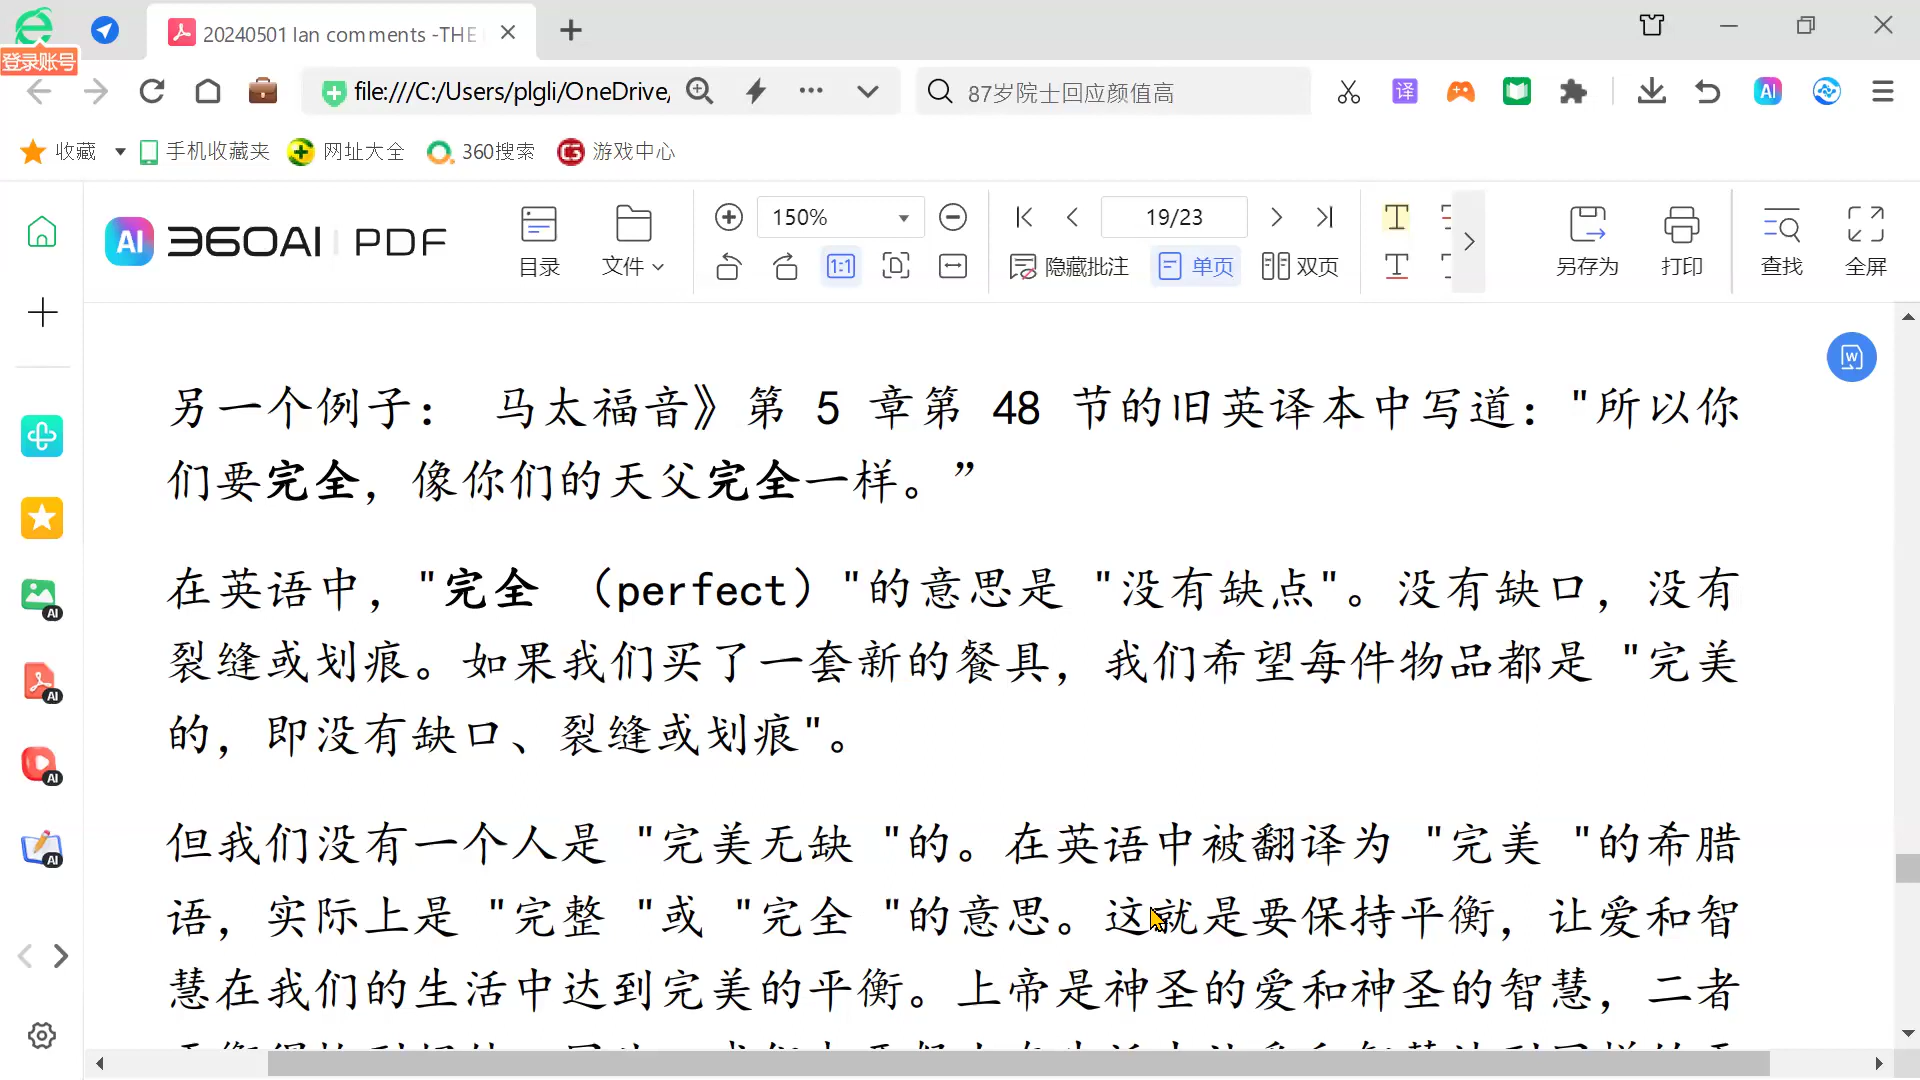 20240501 Ian comments -THE
登录账号
file:///C:/Users/plgli/OneDrive,
87岁院士回应颜值高
译
AI
收藏
手机收藏夹
网址大全
360搜索
游戏中心
AI 360AI PDF
目录
文件
150%
1:1
19/23
隐藏批注
单页
双页
另存为
打印
查找
全屏
另一个例子: 马太福音》第 5 章第 48 节的旧英译本中写道："所以你
们要完全，像你们的天父完全一样。”
在英语中，"完全 （perfect）"的意思是 "没有缺点"。没有缺口，没有
裂缝或划痕。如果我们买了一套新的餐具，我们希望每件物品都是 "完美
的，即没有缺口、裂缝或划痕"。
但我们没有一个人是 "完美无缺 "的。在英语中被翻译为 "完美 "的希腊
语，实际上是 "完整 "或 "完全 "的意思。这就是要保持平衡，让爱和智
慧在我们的生活中达到完美的平衡。上帝是神圣的爱和神圣的智慧，二者
AI
AI
AI
AI